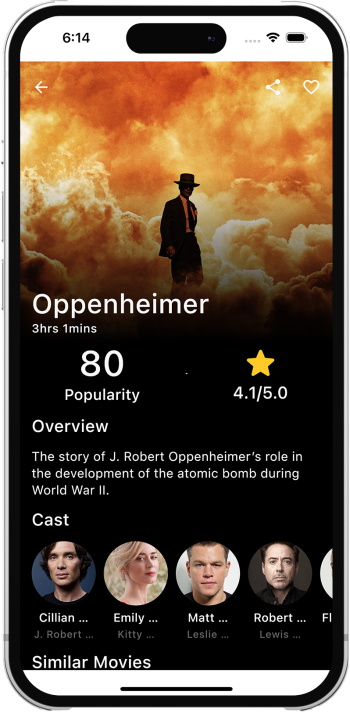 6:14
Oppenheimer
3hrs 1mins
80
Popularity
4.1/5.0
Overview
The story of J. Robert Oppenheimer's role in
the development of the atomic bomb during
World War II.
Cast
Cillian ... Emily ... Matt ... Robert ... Fl
J. Robert ... Kitty ... Leslie ... Lewis ...
Similar Movies